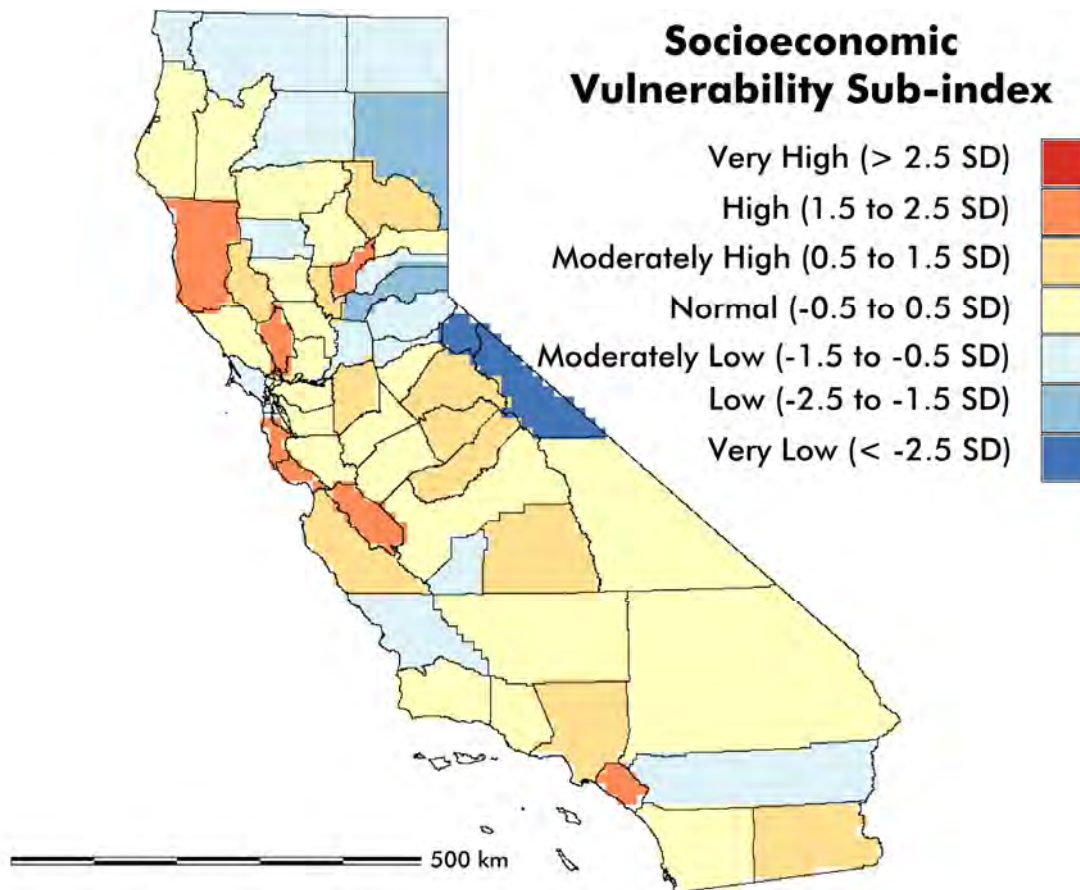 Socioeconomic
Vulnerability Sub-index
Very High (> 2.5 SD)
High (1.5 to 2.5 SD)
Moderately High (0.5 to 1.5 SD)
Normal (-0.5 to 0.5 SD)
Moderately Low (-1.5 to -0.5 SD)
Low (-2.5 to -1.5 SD)
Very Low (< -2.5 SD)
500 km